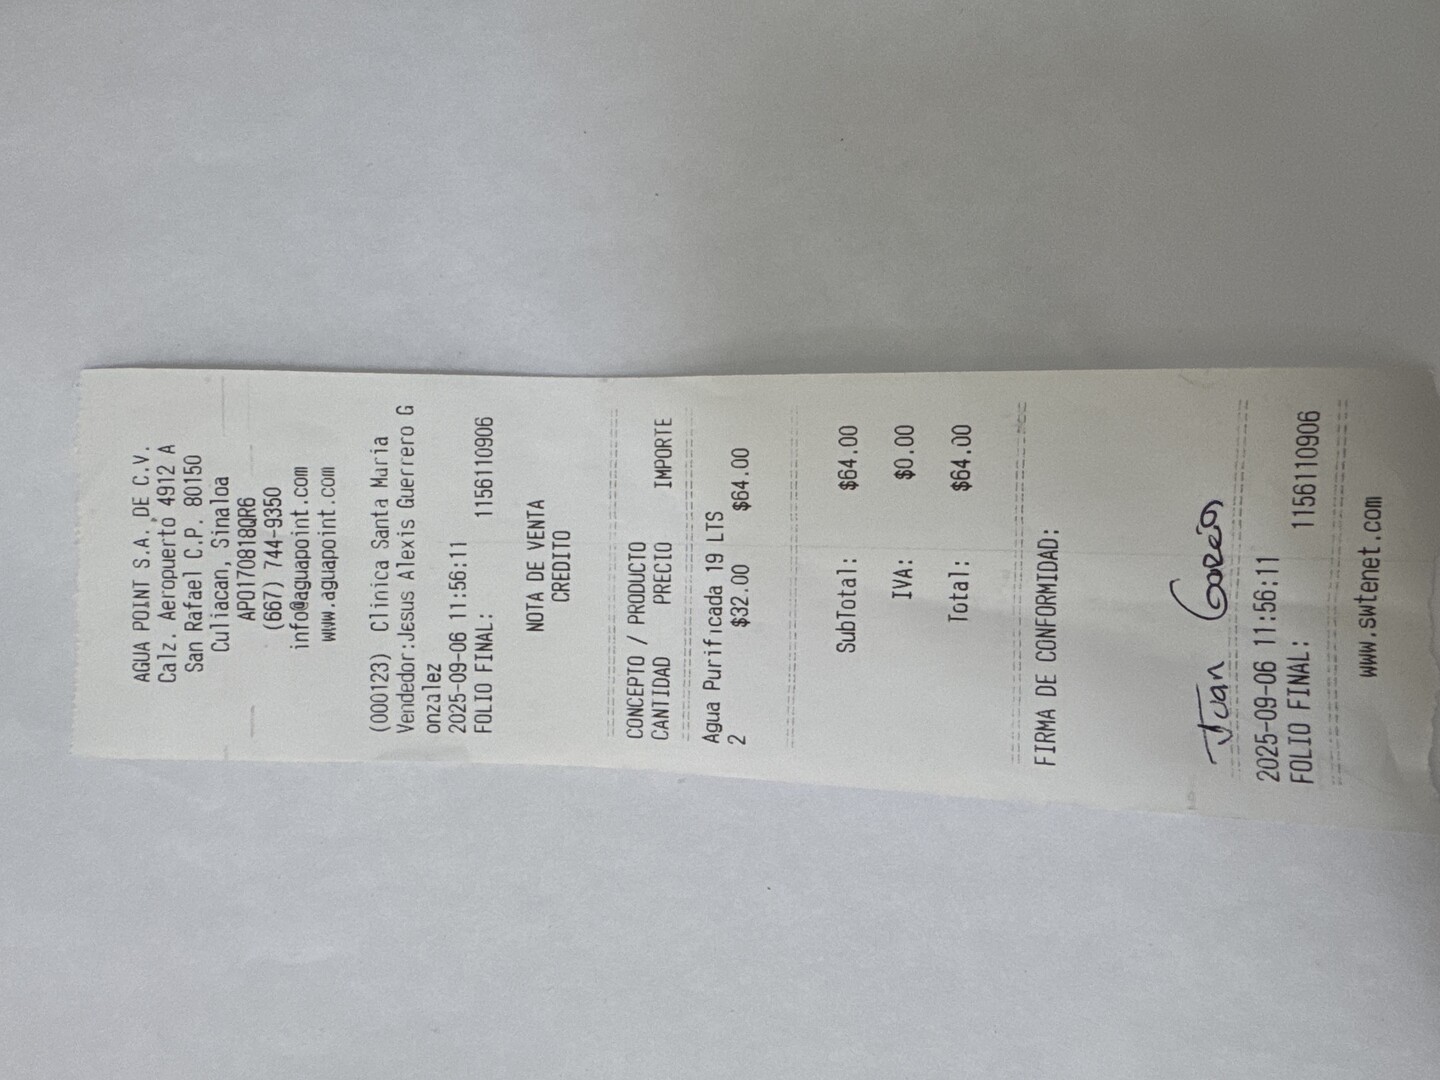 AGUA POINT S.A. DE C.V.
Calz. Aeropuerto 4912 A
San Rafael C.P. 80150
Culiacan, Sinaloa
APO170818QR6
(667) 744-9350
info@aguapoint.com
www.aguapoint.com
(000123) Clinica Santa Maria
Vendedor:Jesus Alexis Guerrero G
onzalez
2025-09-06 11:56:11
FOLIO FINAL: 1156110906
NOTA DE VENTA
CREDITO
CONCEPTO / PRODUCTO
CANTIDAD PRECIO IMPORTE
Agua Purificada 19 LTS
2 $32.00 $64.00
SubTotal: $64.00
IVA: $0.00
Total: $64.00
FIRMA DE CONFORMIDAD:
Juan García
2025-09-06 11:56:11
FOLIO FINAL: 1156110906
www.swtenet.com